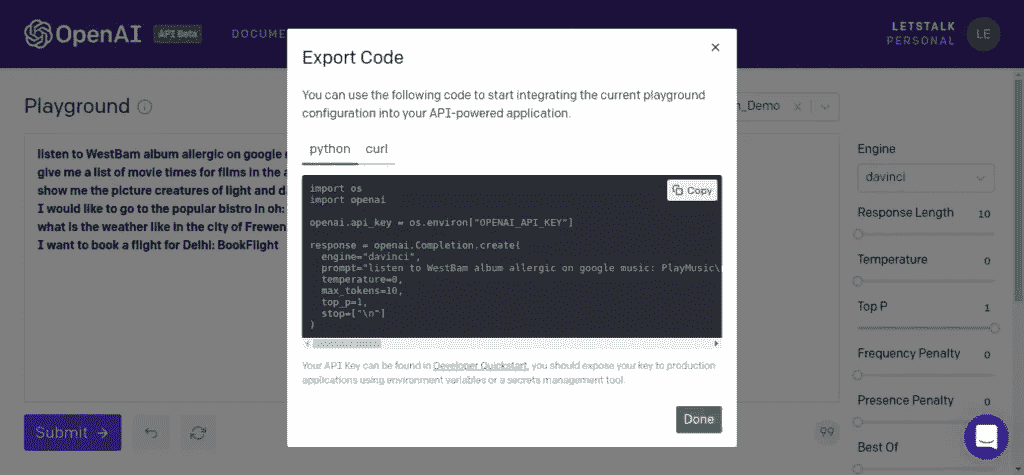 OpenAI API Beta DOCUME LETSTALK
PERSONAL LE
Playground
n_Demo
listen to WestBam album allergic on google
give me a list of movie times for films in the
show me the picture creatures of light and d
I would like to go to the popular bistro in oh:
what is the weather like in the city of Frewen
I want to book a flight for Delhi: BookFlight
Submit
99
Export Code
You can use the following code to start integrating the current playground
configuration into your API-powered application.
python curl
Copy
import os
import openai
openai.api_key = os.environ["OPENAI_API_KEY"]
response = openai.Completion.create(
engine="davinci",
prompt="listen to WestBam album allergic on google music: PlayMusic\
temperature=0,
max_tokens=10,
top_p=1,
stop=["\n"]
)
Your API Key can be found in Developer Quickstart, you should expose your key to production
applications using environment variables or a secrets management tool.
Done
Engine
davinci
Response Length 10
Temperature 0
Top P 1
Frequency Penalty 0
Presence Penalty 0
Best Of